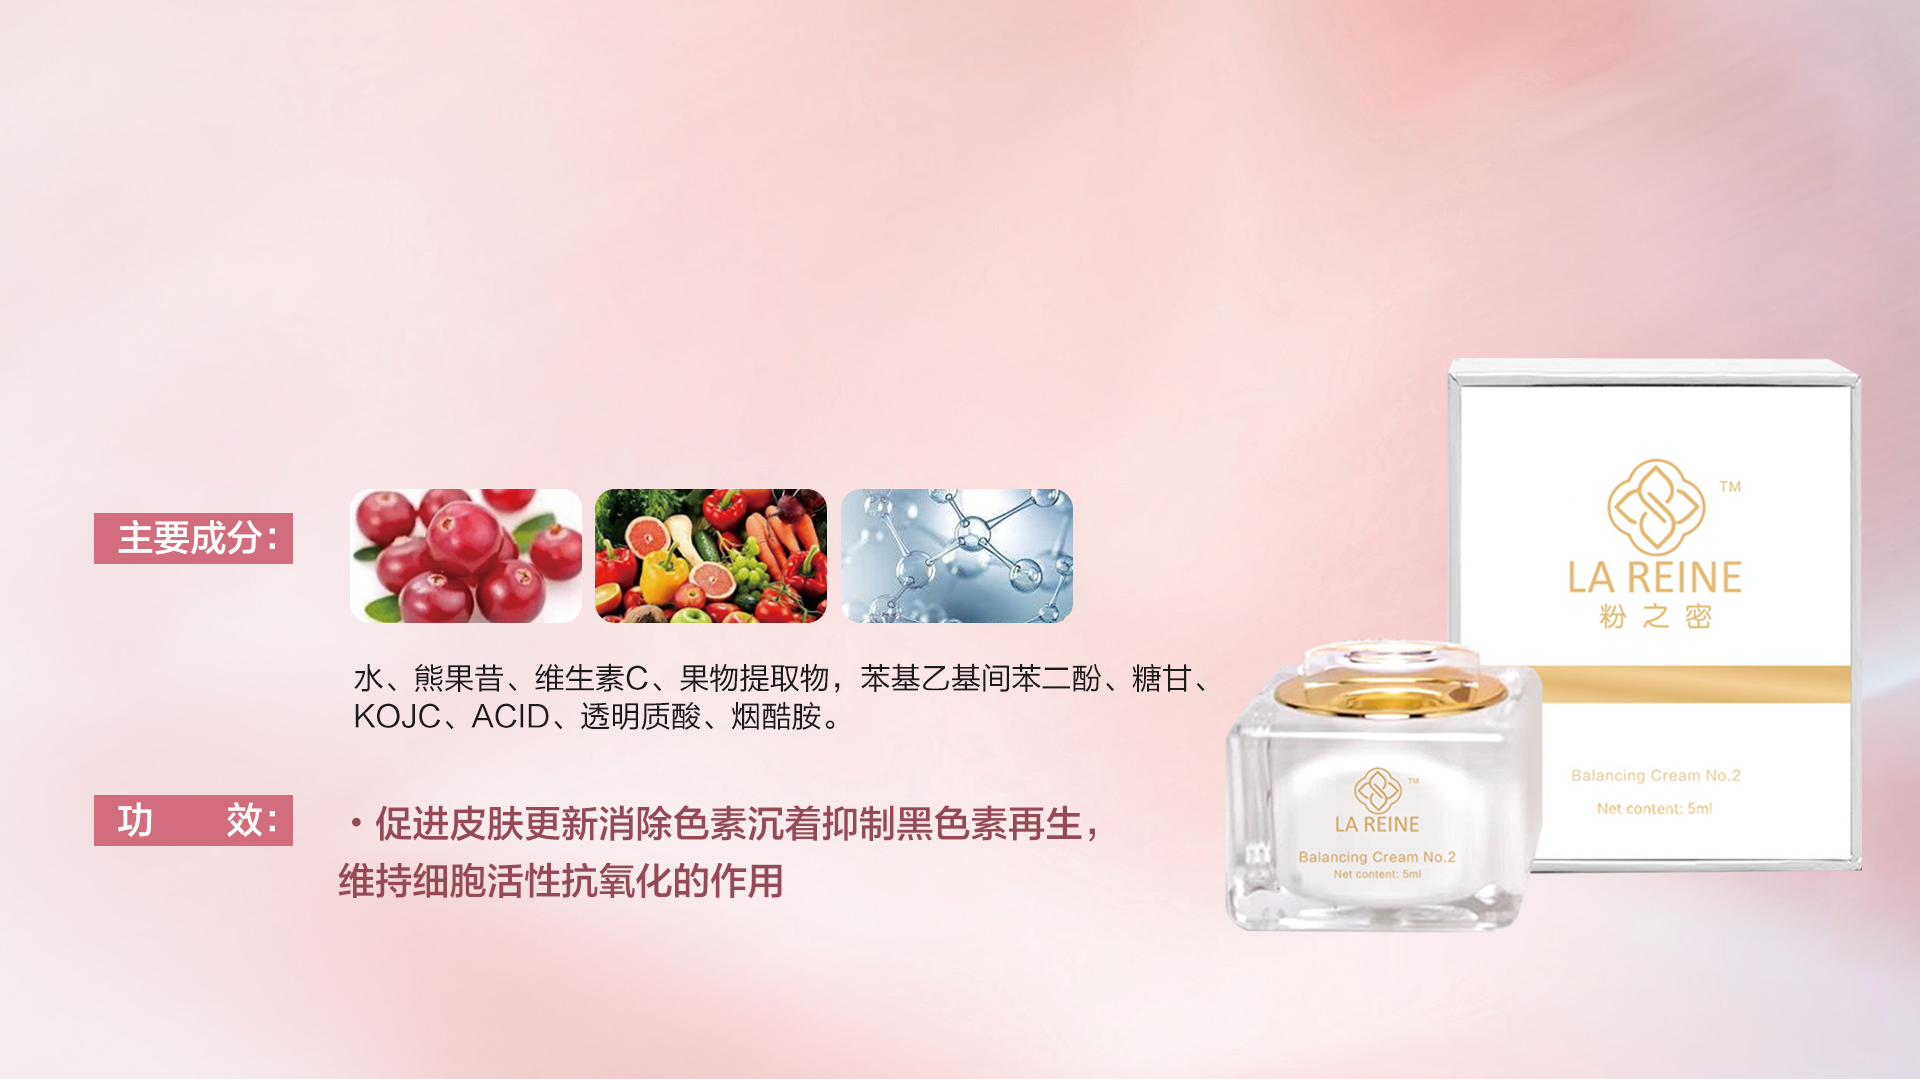 主要成分：
水、熊果昔、维生素C、果物提取物，苯基乙基间苯二酚、糖甘、
KOJC、ACID、透明质酸、烟酷胺。
功　　效：
·促进皮肤更新消除色素沉着抑制黑色素再生，
维持细胞活性抗氧化的作用
TM
LA REINE
粉之密
Balancing Cream No.2
Net content: 5ml
TM
LA REINE
Balancing Cream No.2
Net content: 5ml